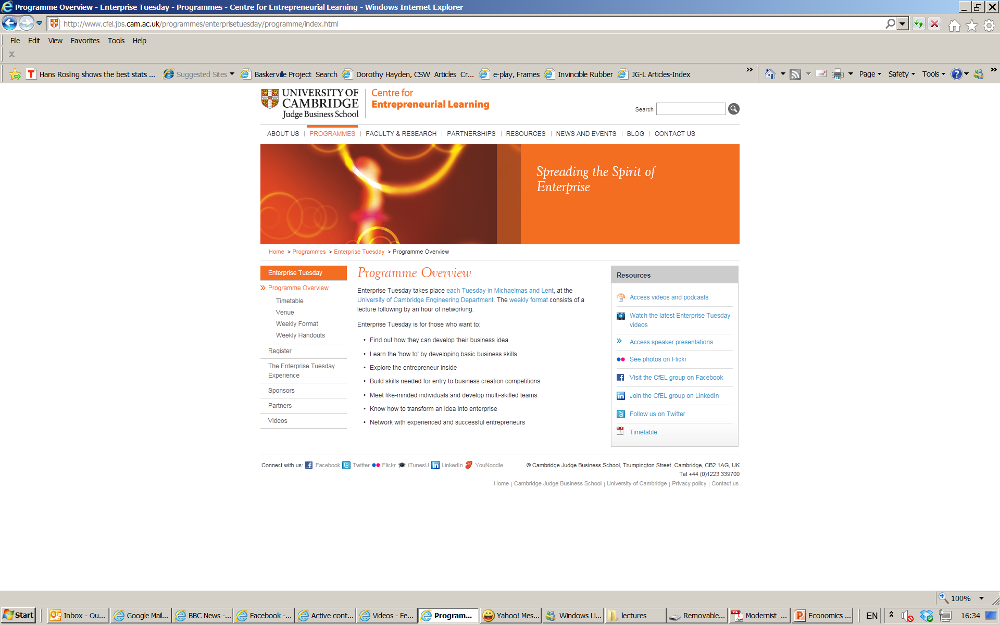 Programme Overview - Enterprise Tuesday - Programmes - Centre for Entrepreneurial Learning - Windows Internet Explorer
http://www.cfel.jbs.cam.ac.uk/programmes/enterprisetuesday/programme/index.html
File Edit View Favorites Tools Help
x
Hans Rosling shows the best stats ... Suggested Sites Baskerville Project Search Dorothy Hayden, CSW Articles Cr... e-play, Frames Invincible Rubber JG-L Articles-Index » Page Safety Tools »
UNIVERSITY OF
CAMBRIDGE
Judge Business School
Centre for
Entrepreneurial Learning
Search
ABOUT US | PROGRAMMES | FACULTY & RESEARCH | PARTNERSHIPS | RESOURCES | NEWS AND EVENTS | BLOG | CONTACT US
Spreading the Spirit of
Enterprise
Home > Programmes > Enterprise Tuesday > Programme Overview
Enterprise Tuesday
Programme Overview
Timetable
Venue
Weekly Format
Weekly Handouts
Register
The Enterprise Tuesday
Experience
Sponsors
Partners
Videos
Programme Overview
Enterprise Tuesday takes place each Tuesday in Michaelmas and Lent, at the
University of Cambridge Engineering Department. The weekly format consists of a
lecture following by an hour of networking.
Enterprise Tuesday is for those who want to:
• Find out how they can develop their business idea
• Learn the 'how to' by developing basic business skills
• Explore the entrepreneur inside
• Build skills needed for entry to business creation competitions
• Meet like-minded individuals and develop multi-skilled teams
• Know how to transform an idea into enterprise
• Network with experienced and successful entrepreneurs
Resources
Access videos and podcasts
Watch the latest Enterprise Tuesday
videos
Access speaker presentations
See photos on Flickr
Visit the CfEL group on Facebook
Join the CfEL group on LinkedIn
Follow us on Twitter
Timetable
Connect with us: Facebook Twitter Flickr iTunesU LinkedIn YouNoodle
© Cambridge Judge Business School, Trumpington Street, Cambridge, CB2 1AG, UK
Tel +44 (0)1223 339700
Home | Cambridge Judge Business School | University of Cambridge | Privacy policy | Contact us
100%
Start Inbox - Ou... Google Mail... BBC News -... Facebook -... Active cont... Videos - Fe... Program... Yahoo! Mes... Windows Li... lectures Removable... Modernist_... Economics ... EN 16:34